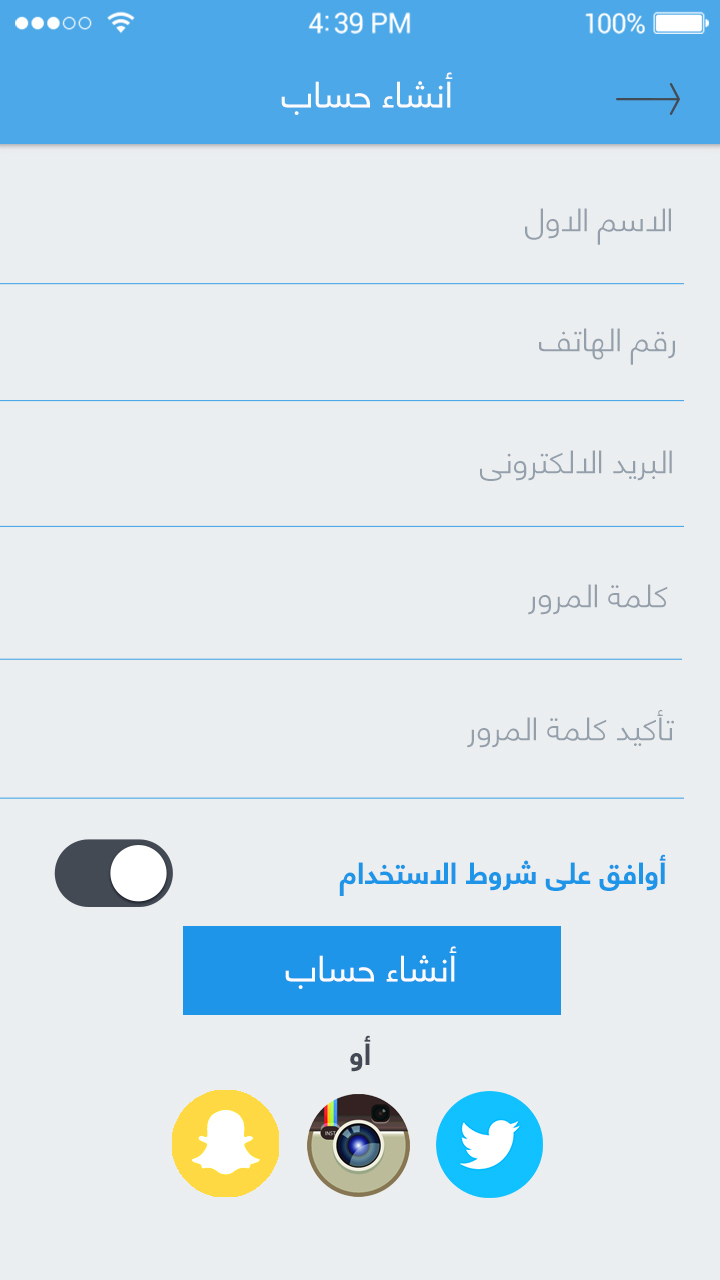 4:39 PM
100%
أنشاء حساب
الاسم الاول
رقم الهاتف
البريد الالكترونى
كلمة المرور
تأكيد كلمة المرور
أوافق على شروط الاستخدام
أنشاء حساب
أو
INST